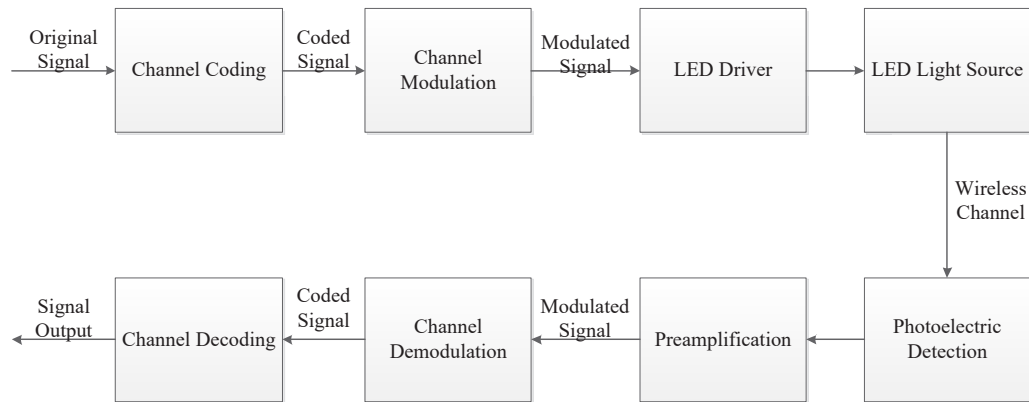 Original
Signal
Channel Coding
Coded
Signal
Channel
Modulation
Modulated
Signal
LED Driver
LED Light Source
Wireless
Channel
Signal
Output
Channel Decoding
Coded
Signal
Channel
Demodulation
Modulated
Signal
Preamplification
Photoelectric
Detection